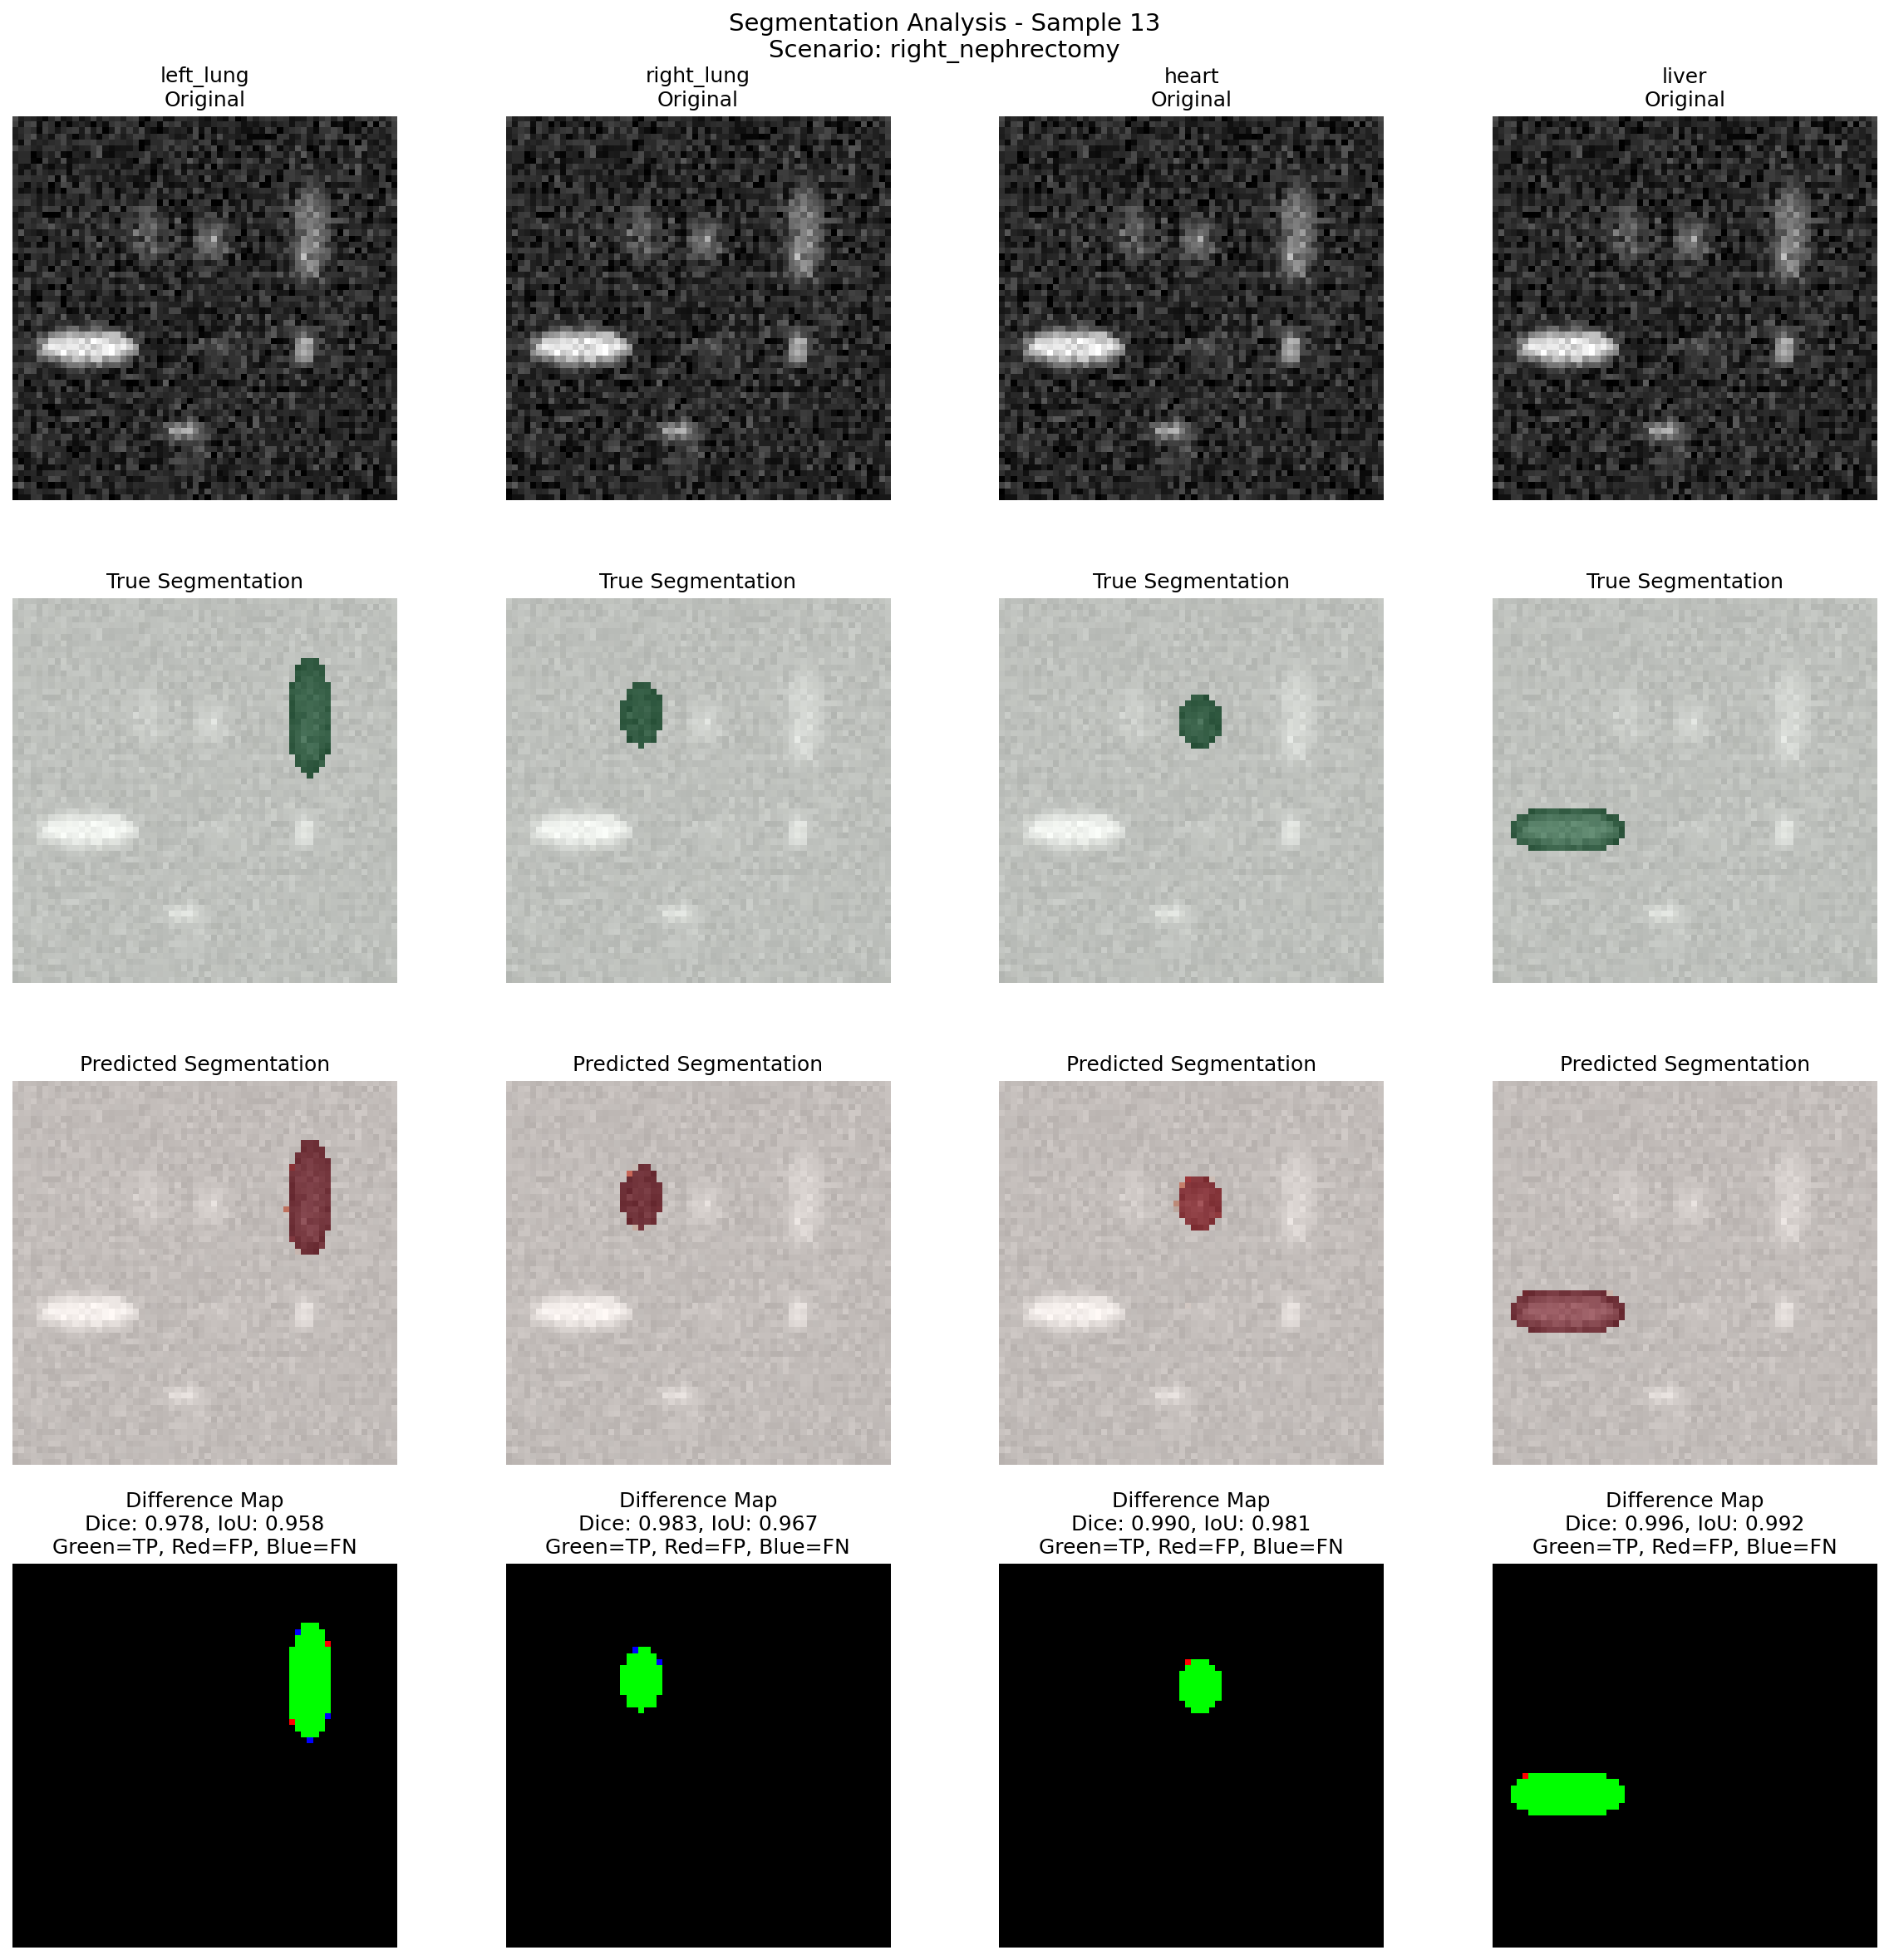 Segmentation Analysis - Sample 13
Scenario: right_nephrectomy
left_lung
Original
right_lung
Original
heart
Original
liver
Original
True Segmentation
True Segmentation
True Segmentation
True Segmentation
Predicted Segmentation
Predicted Segmentation
Predicted Segmentation
Predicted Segmentation
Difference Map
Dice: 0.978, IoU: 0.958
Green=TP, Red=FP, Blue=FN
Difference Map
Dice: 0.983, IoU: 0.967
Green=TP, Red=FP, Blue=FN
Difference Map
Dice: 0.990, IoU: 0.981
Green=TP, Red=FP, Blue=FN
Difference Map
Dice: 0.996, IoU: 0.992
Green=TP, Red=FP, Blue=FN